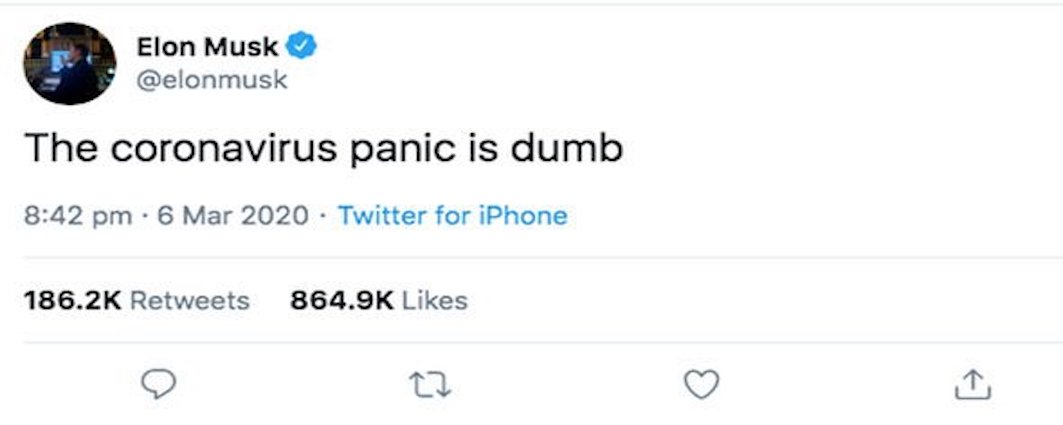 Elon Musk
@elonmusk
The coronavirus panic is dumb
8:42 pm · 6 Mar 2020 · Twitter for iPhone
186.2K Retweets 864.9K Likes